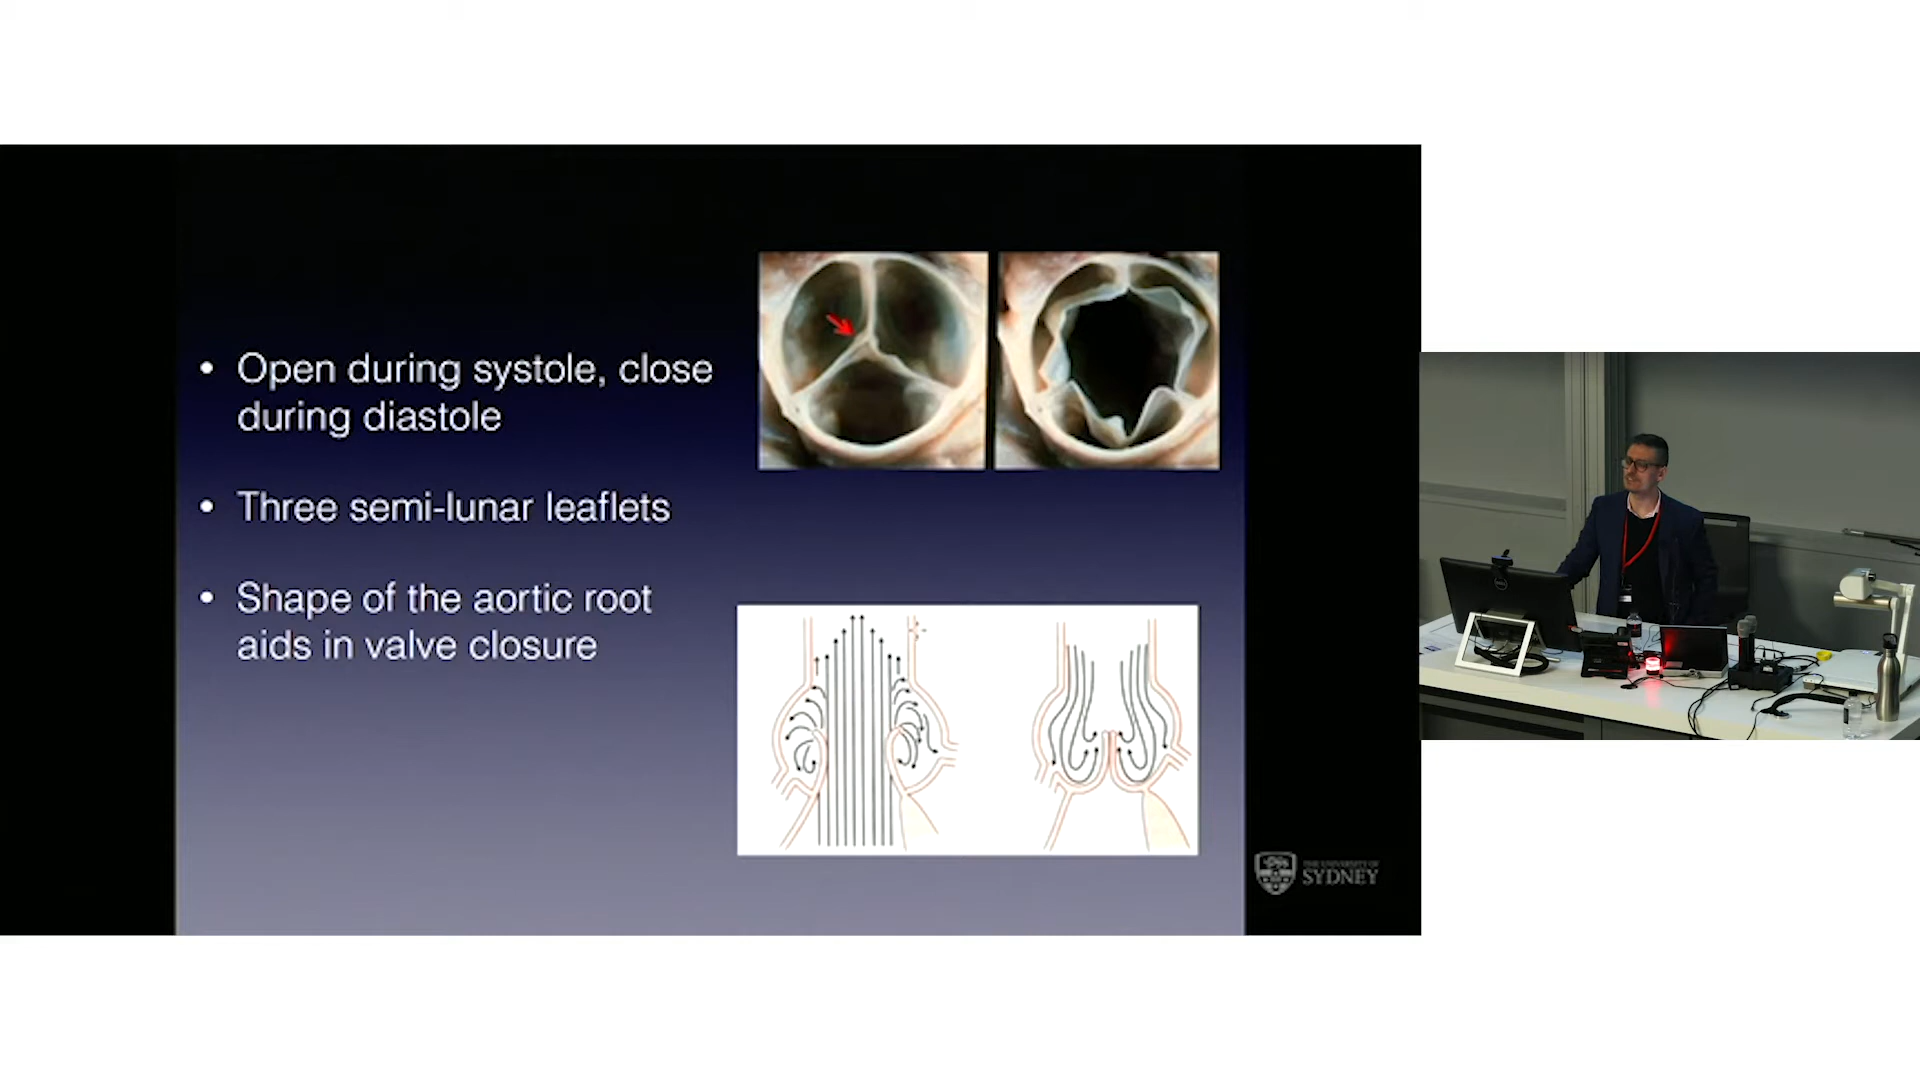 • Open during systole, close
during diastole
• Three semi-lunar leaflets
• Shape of the aortic root
aids in valve closure
THE UNIVERSITY OF
SYDNEY